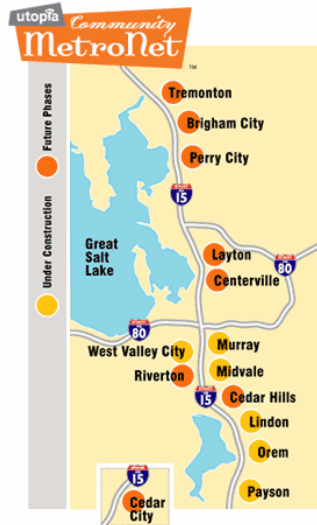 utopia Community
MetroNet
TM
Future Phases
Under Construction
Tremonton
Brigham City
Perry City
15
Great
Salt
Lake
Layton
80
Centerville
80
West Valley City
Murray
Riverton
Midvale
15
Cedar Hills
Lindon
Orem
15
Payson
Cedar
City